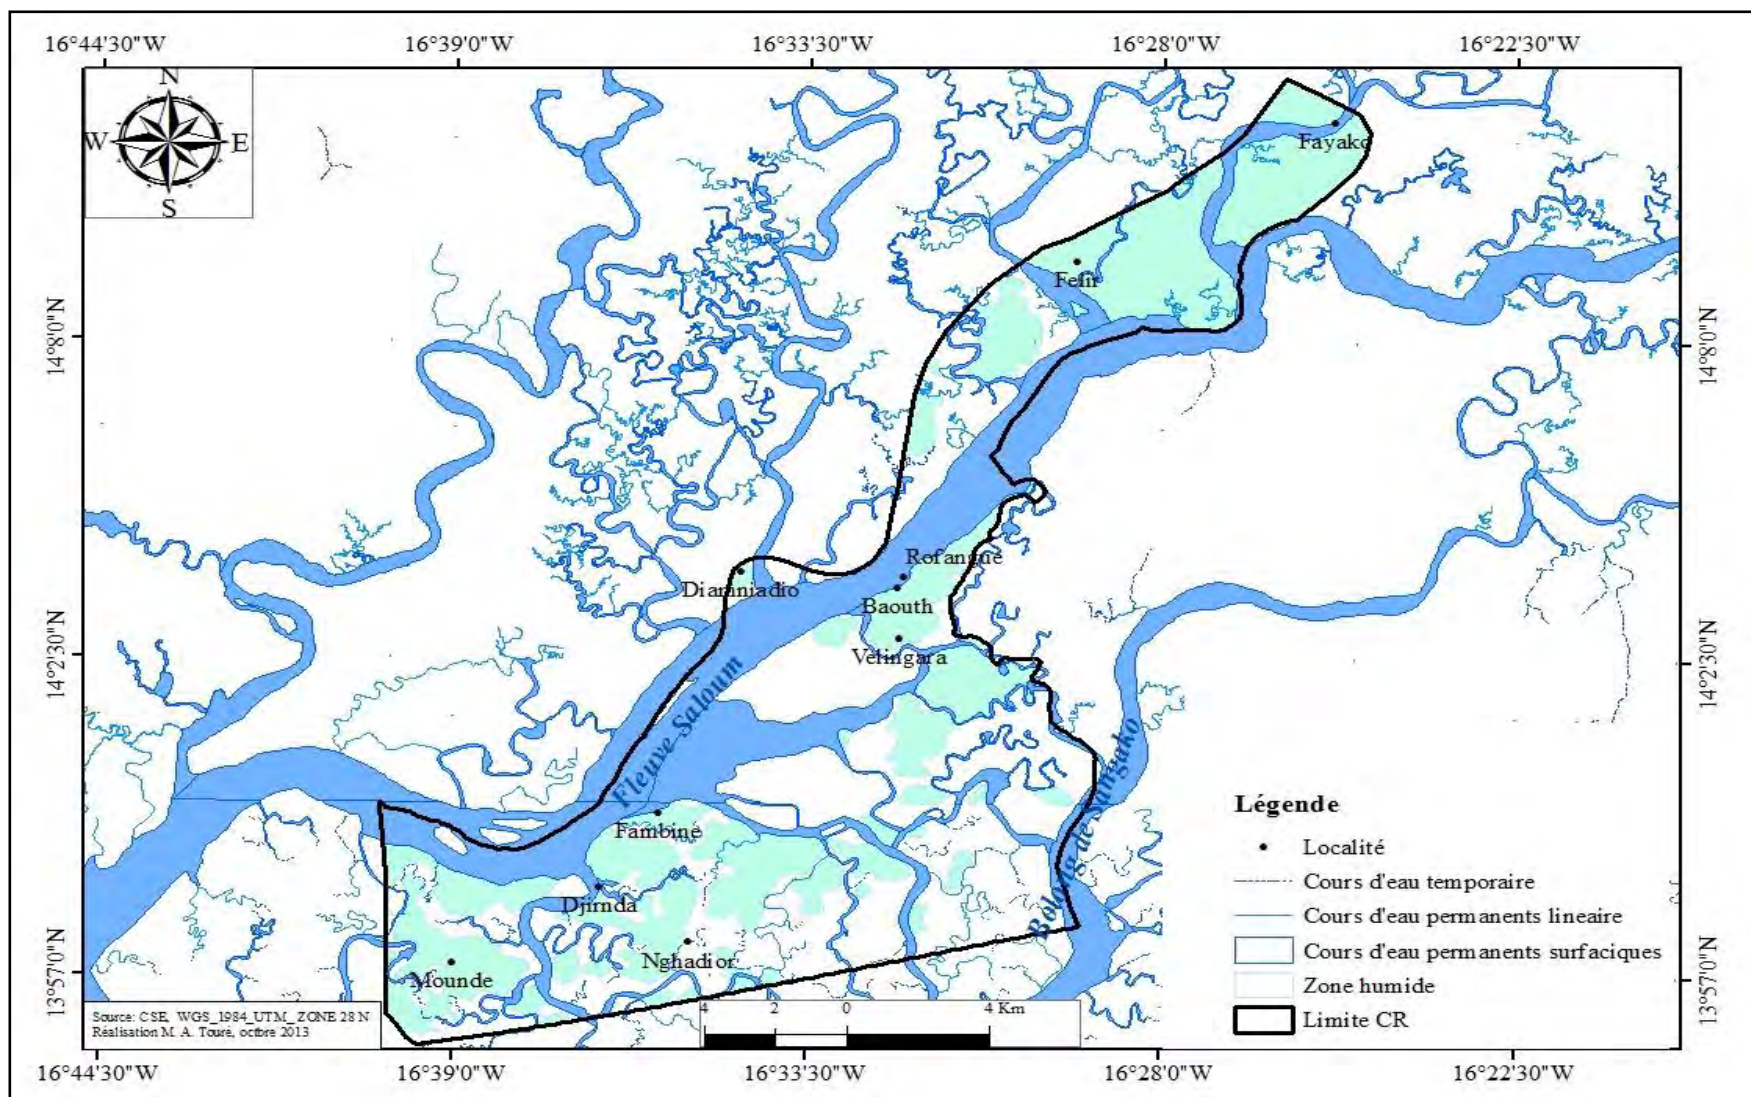 16°44'30"W 16°39'0"W 16°33'30"W 16°28'0"W 16°22'30"W
N
W E
S
Fayako
Felir
14°8'0"N 14°8'0"N
Rofangue
Diamniadio
Baouth
Velingara
14°2'30"N 14°2'30"N
Fleuve Saloum
Bolong de Sangako
Fambine
Djirnda
Nghadior
Mounde
13°57'0"N 13°57'0"N
Légende
Localité
Cours d'eau temporaire
Cours d'eau permanents lineaire
Cours d'eau permanents surfaciques
Zone humide
Limite CR
Source: CSE, WGS_1984_UTM_ZONE 28 N
Réalisation M. A. Touré, octbre 2013
4 2 0 4 Km
16°44'30"W 16°39'0"W 16°33'30"W 16°28'0"W 16°22'30"W